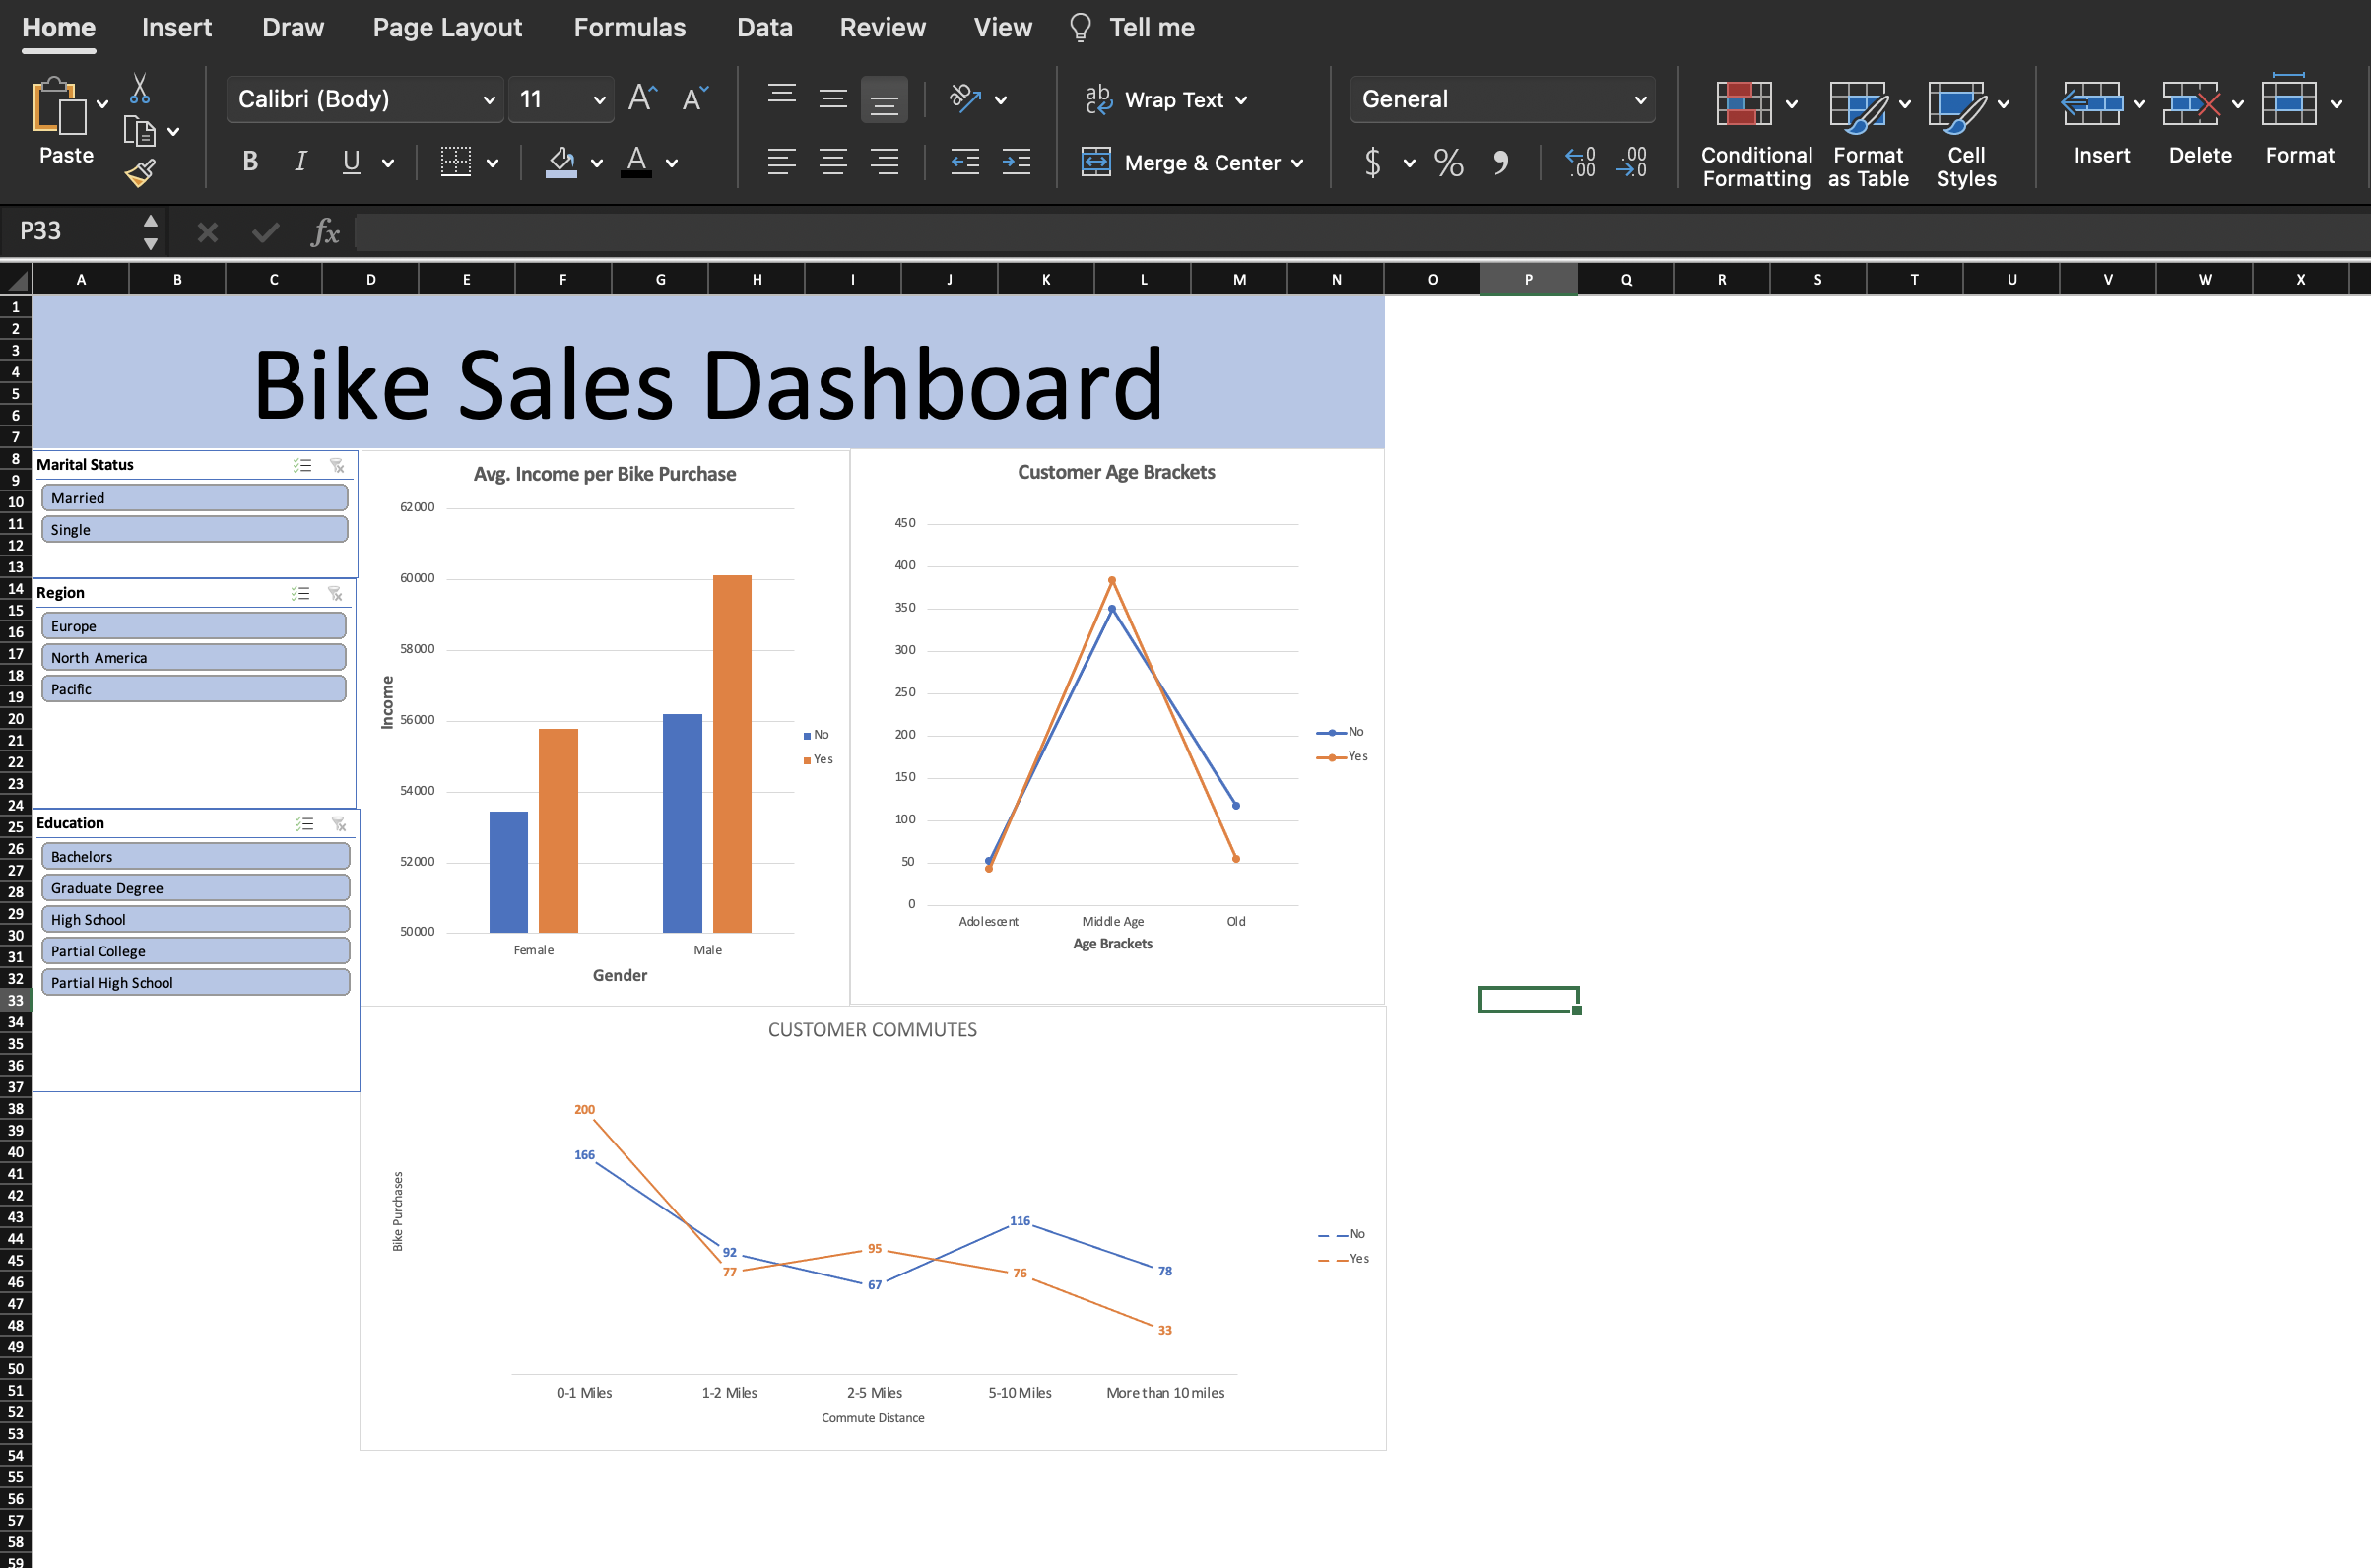 Home Insert Draw Page Layout Formulas Data Review View Tell me
Paste
Calibri (Body) 11
B I U A
ab
Wrap Text
Merge & Center
General
$ % 9 .00 .00
Conditional Formatting
Format as Table
Cell Styles
Insert Delete Format
P33 fx
A B C D E F G H I J K L M N O P Q R S T U V W X
1
2
3
4
5
6
7
8
9
10
11
12
13
14
15
16
17
18
19
20
21
22
23
24
25
26
27
28
29
30
31
32
33
34
35
36
37
38
39
40
41
42
43
44
45
46
47
48
49
50
51
52
53
54
55
56
57
58
59
Bike Sales Dashboard
Marital Status
Married
Single
Region
Europe
North America
Pacific
Education
Bachelors
Graduate Degree
High School
Partial College
Partial High School
Avg. Income per Bike Purchase
62000
60000
58000
56000
54000
52000
50000
Income
Female Male
Gender
No
Yes
Customer Age Brackets
450
400
350
300
250
200
150
100
50
0
Adolescent Middle Age Old
Age Brackets
No
Yes
CUSTOMER COMMUTES
Bike Purchases
200
166
92
77
95
67
116
76
78
33
0-1 Miles 1-2 Miles 2-5 Miles 5-10 Miles More than 10 miles
Commute Distance
No
Yes